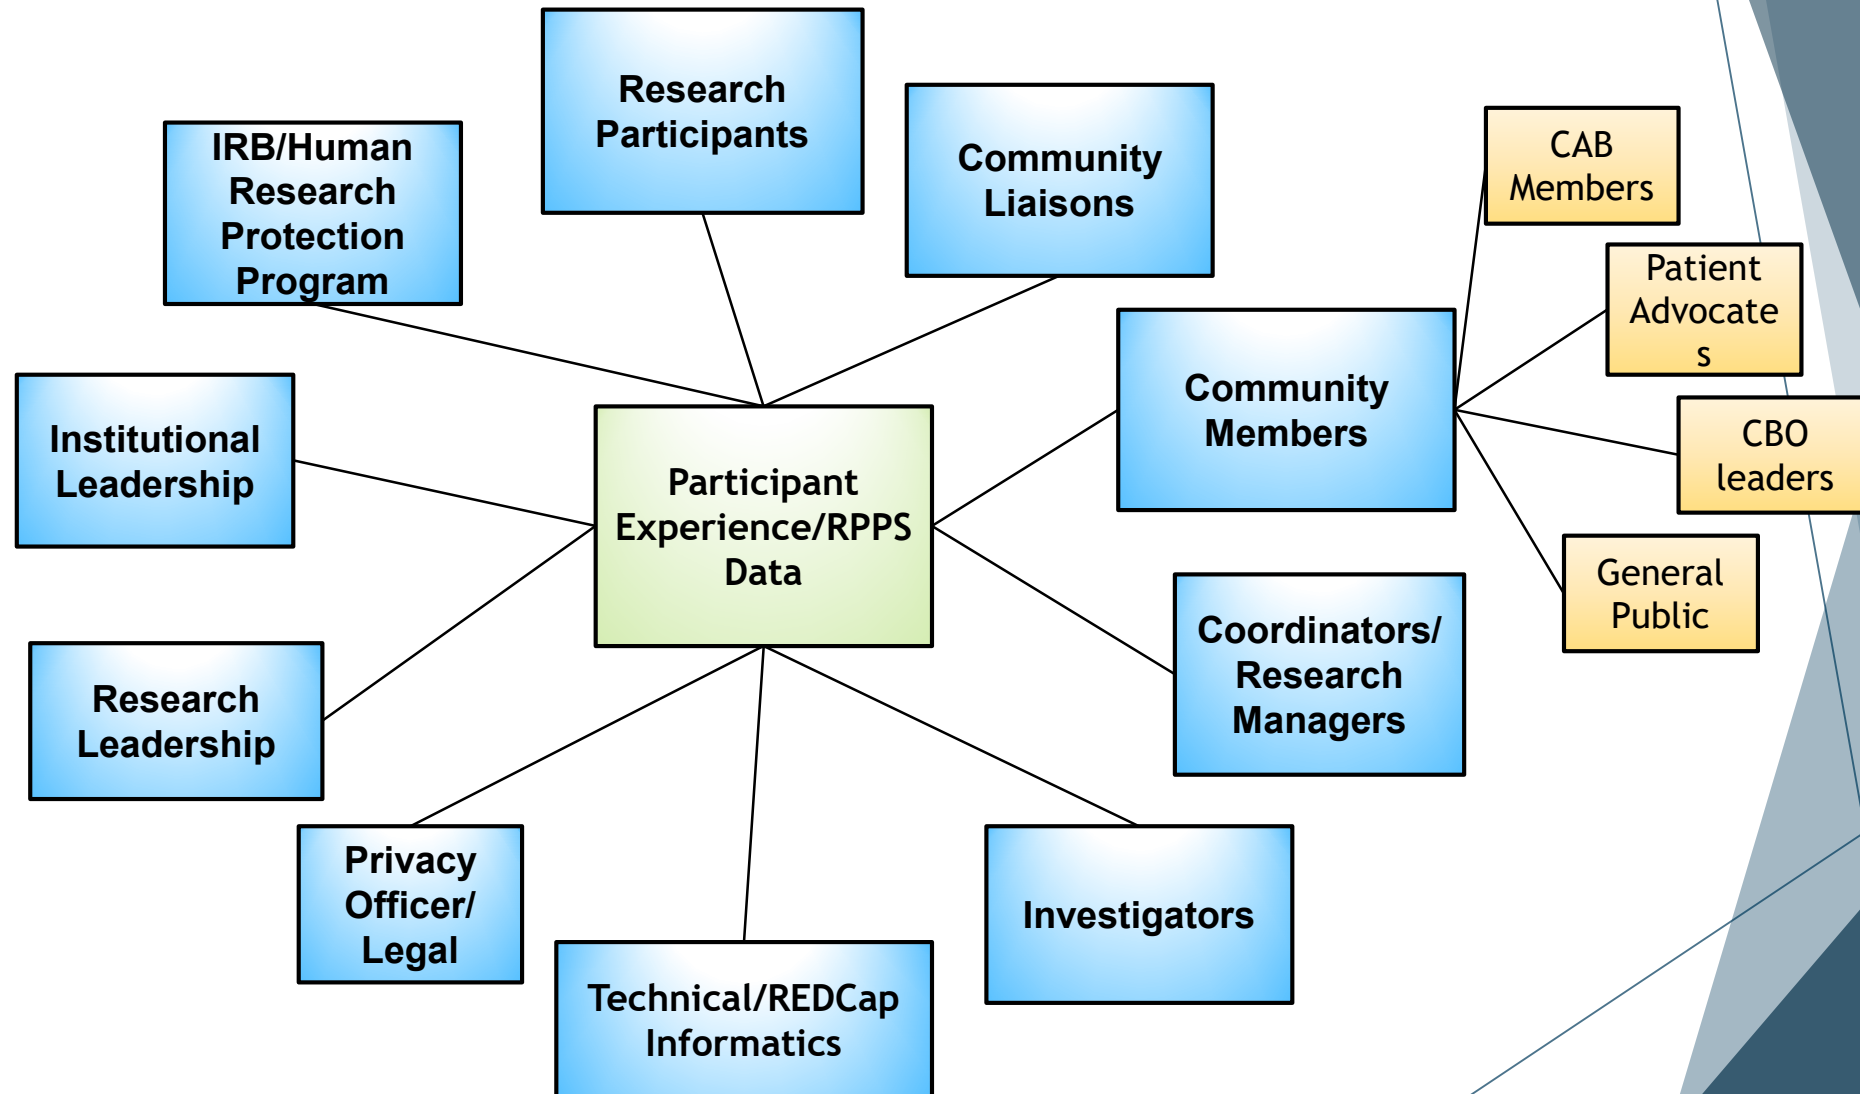 Research
Participants
IRB/Human
Research
Protection
Program
Community
Liaisons
CAB
Members
Patient
Advocate
s
Community
Members
CBO
leaders
Institutional
Leadership
Participant
Experience/RPPS
Data
General
Public
Coordinators/
Research
Managers
Research
Leadership
Privacy
Officer/
Legal
Investigators
Technical/REDCap
Informatics